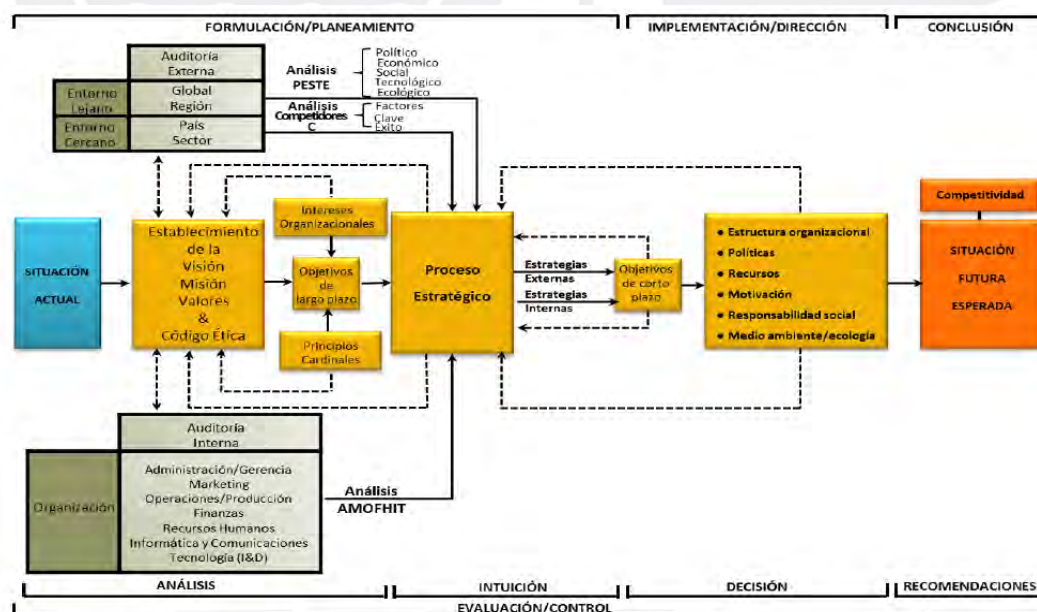 FORMULACIÓN/PLANEAMIENTO
IMPLEMENTACIÓN/DIRECCIÓN
CONCLUSIÓN
Auditoría
Externa
Entorno
Lejano
Global
Región
Entorno
Cercano
País
Sector
Análisis
PESTE
Político
Económico
Social
Tecnológico
Ecológico
Análisis
Competidores
C
Factores
Clave
Éxito
SITUACIÓN
ACTUAL
Establecimiento
de la
Visión
Misión
Valores
&
Código Ética
Intereses
Organizacionales
Objetivos
de
largo plazo
Principios
Cardinales
Proceso
Estratégico
Estrategias
Externas
Estrategias
Internas
Objetivos
de corto
plazo
• Estructura organizacional
• Políticas
• Recursos
• Motivación
• Responsabilidad social
• Medio ambiente/ecología
Competitividad
SITUACIÓN
FUTURA
ESPERADA
Auditoría
Interna
Organización
Administración/Gerencia
Marketing
Operaciones/Producción
Finanzas
Recursos Humanos
Informática y Comunicaciones
Tecnología (I&D)
Análisis
AMOFHIT
ANÁLISIS
INTUICIÓN
DECISIÓN
RECOMENDACIONES
EVALUACIÓN/CONTROL